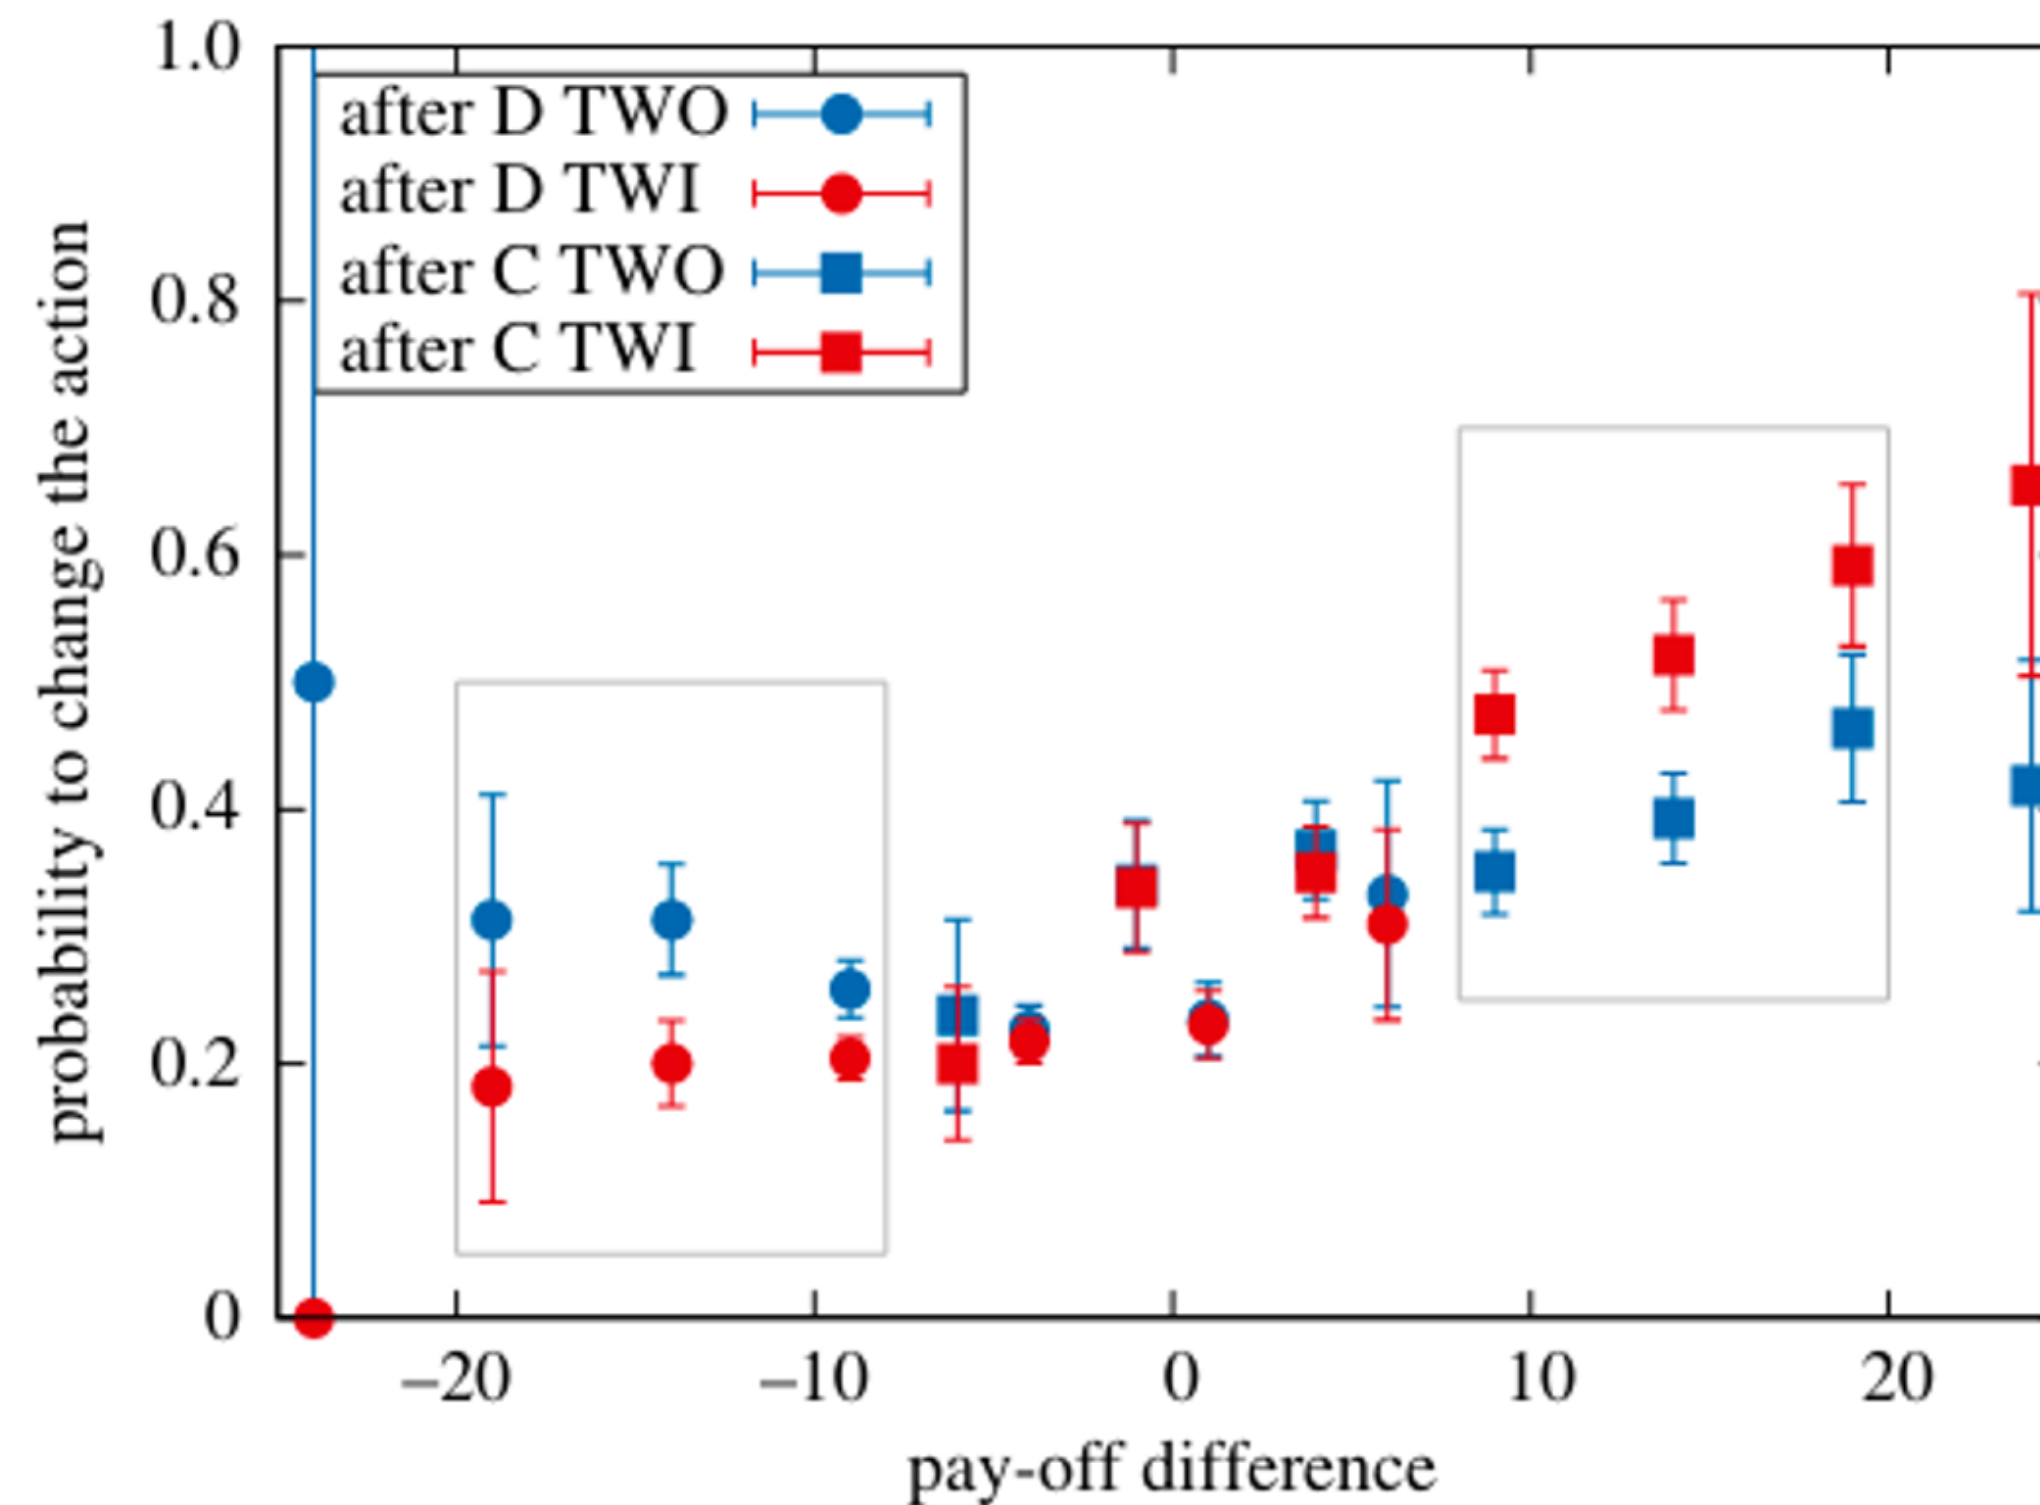 1.0
after D TWO
after D TWI
after C TWO
after C TWI
0.8
0.6
0.4
0.2
0
probability to change the action
–20 –10 0 10 20
pay-off difference